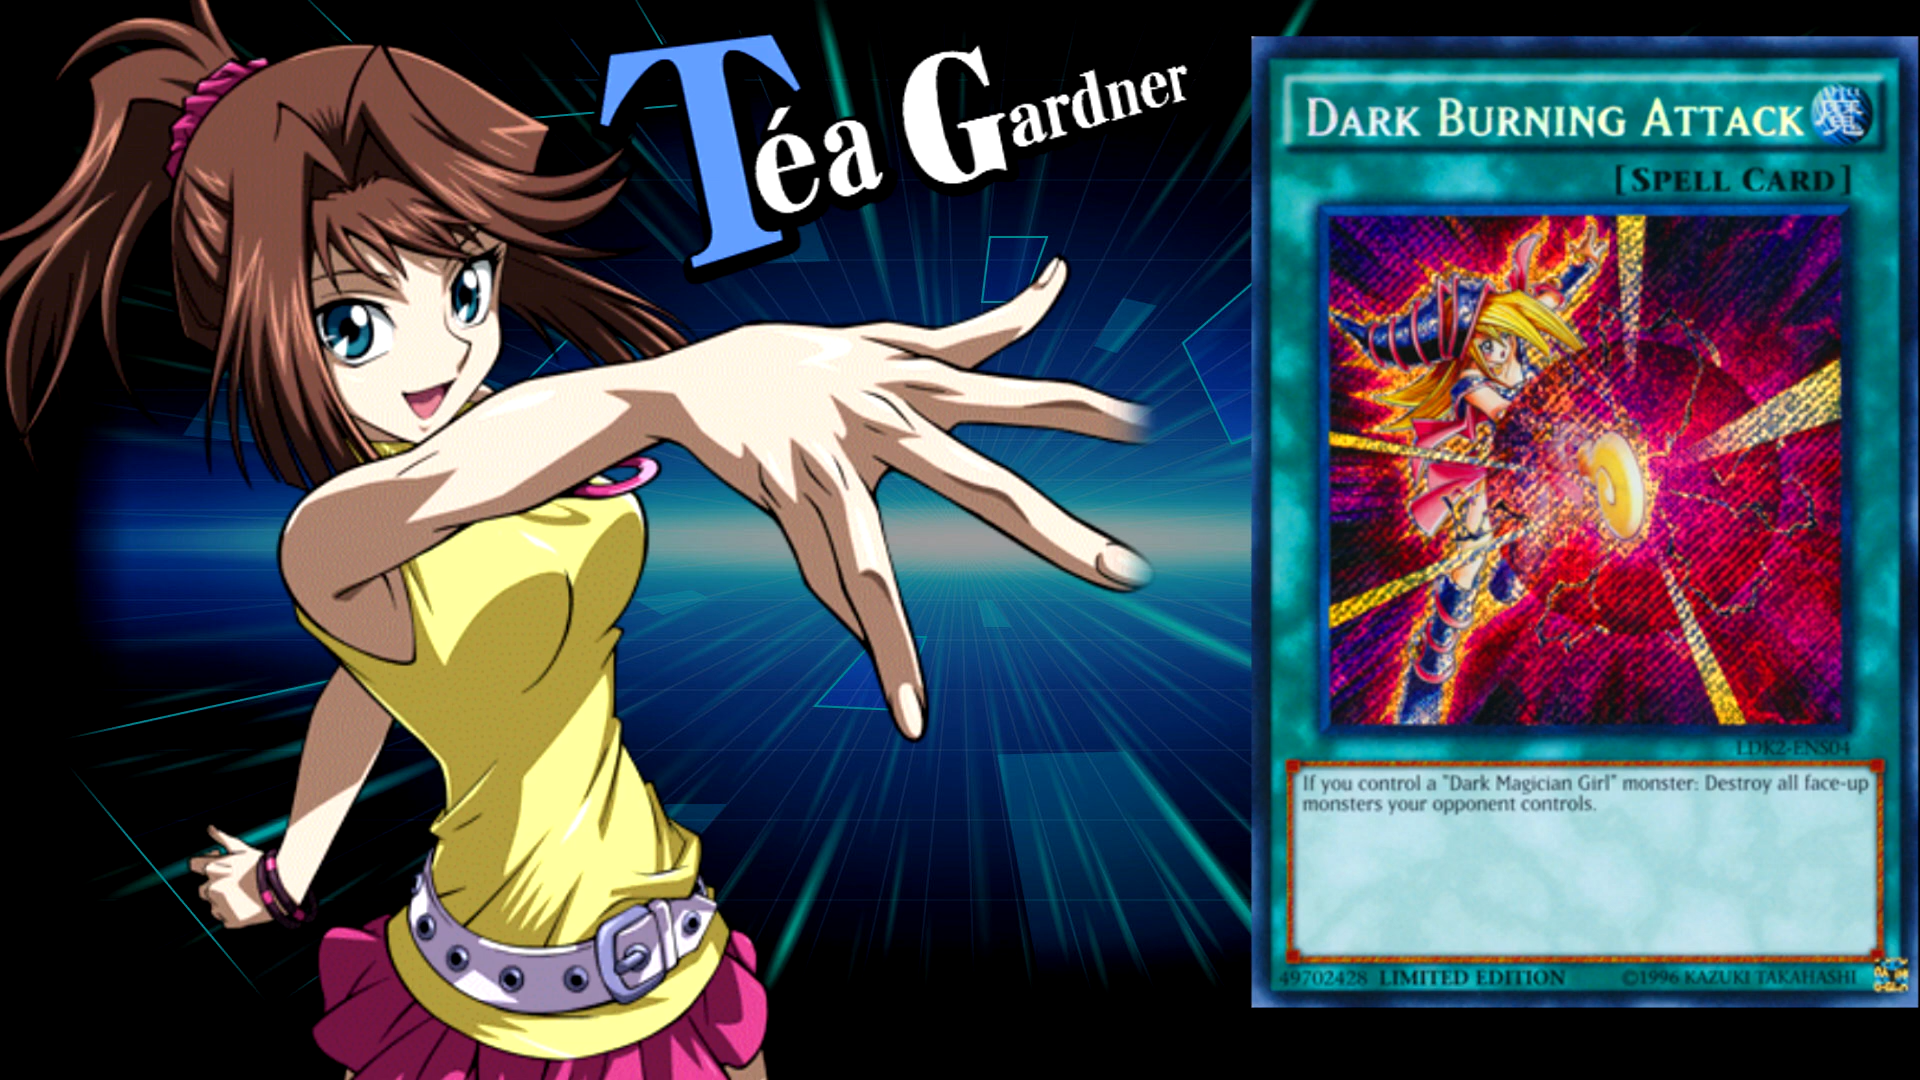 Téa Gardner
DARK BURNING ATTACK
[SPELL CARD]
LDK2-ENS04
If you control a "Dark Magician Girl" monster: Destroy all face-up
monsters your opponent controls.
49702428 LIMITED EDITION ©1996 KAZUKI TAKAHASHI